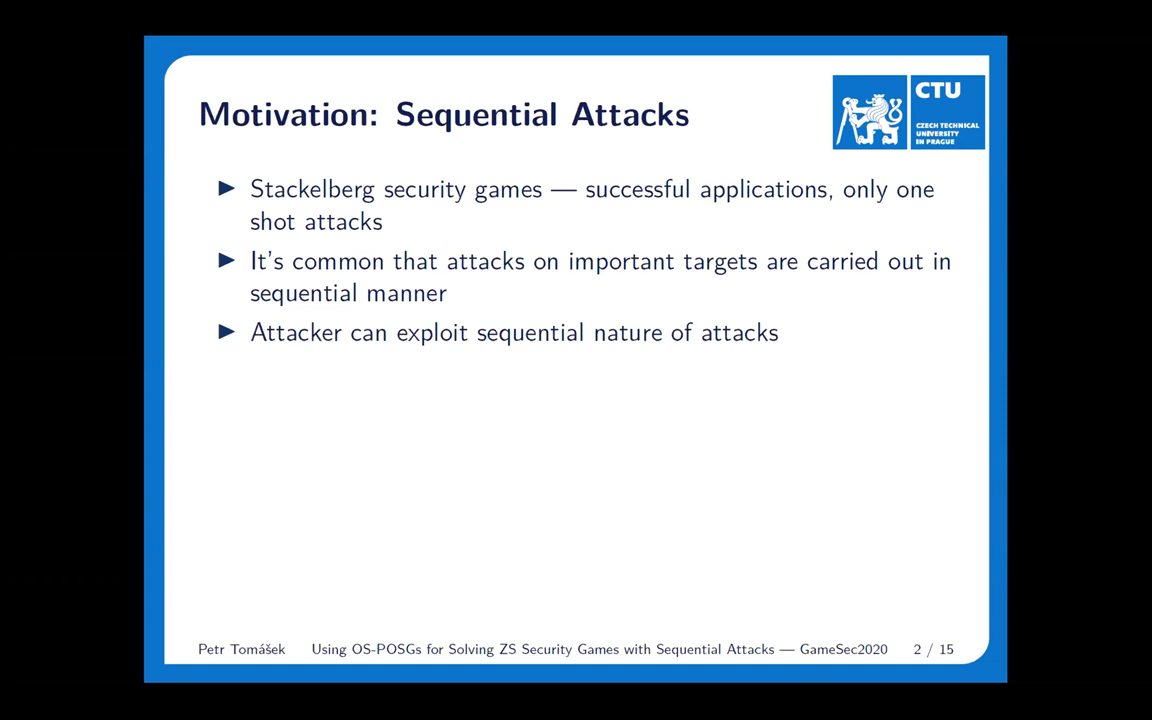 Motivation: Sequential Attacks
CTU
CZECH TECHNICAL
UNIVERSITY
IN PRAGUE
▶ Stackelberg security games — successful applications, only one
shot attacks
▶ It's common that attacks on important targets are carried out in
sequential manner
▶ Attacker can exploit sequential nature of attacks
Petr Tomášek Using OS-POSGs for Solving ZS Security Games with Sequential Attacks — GameSec2020 2 / 15